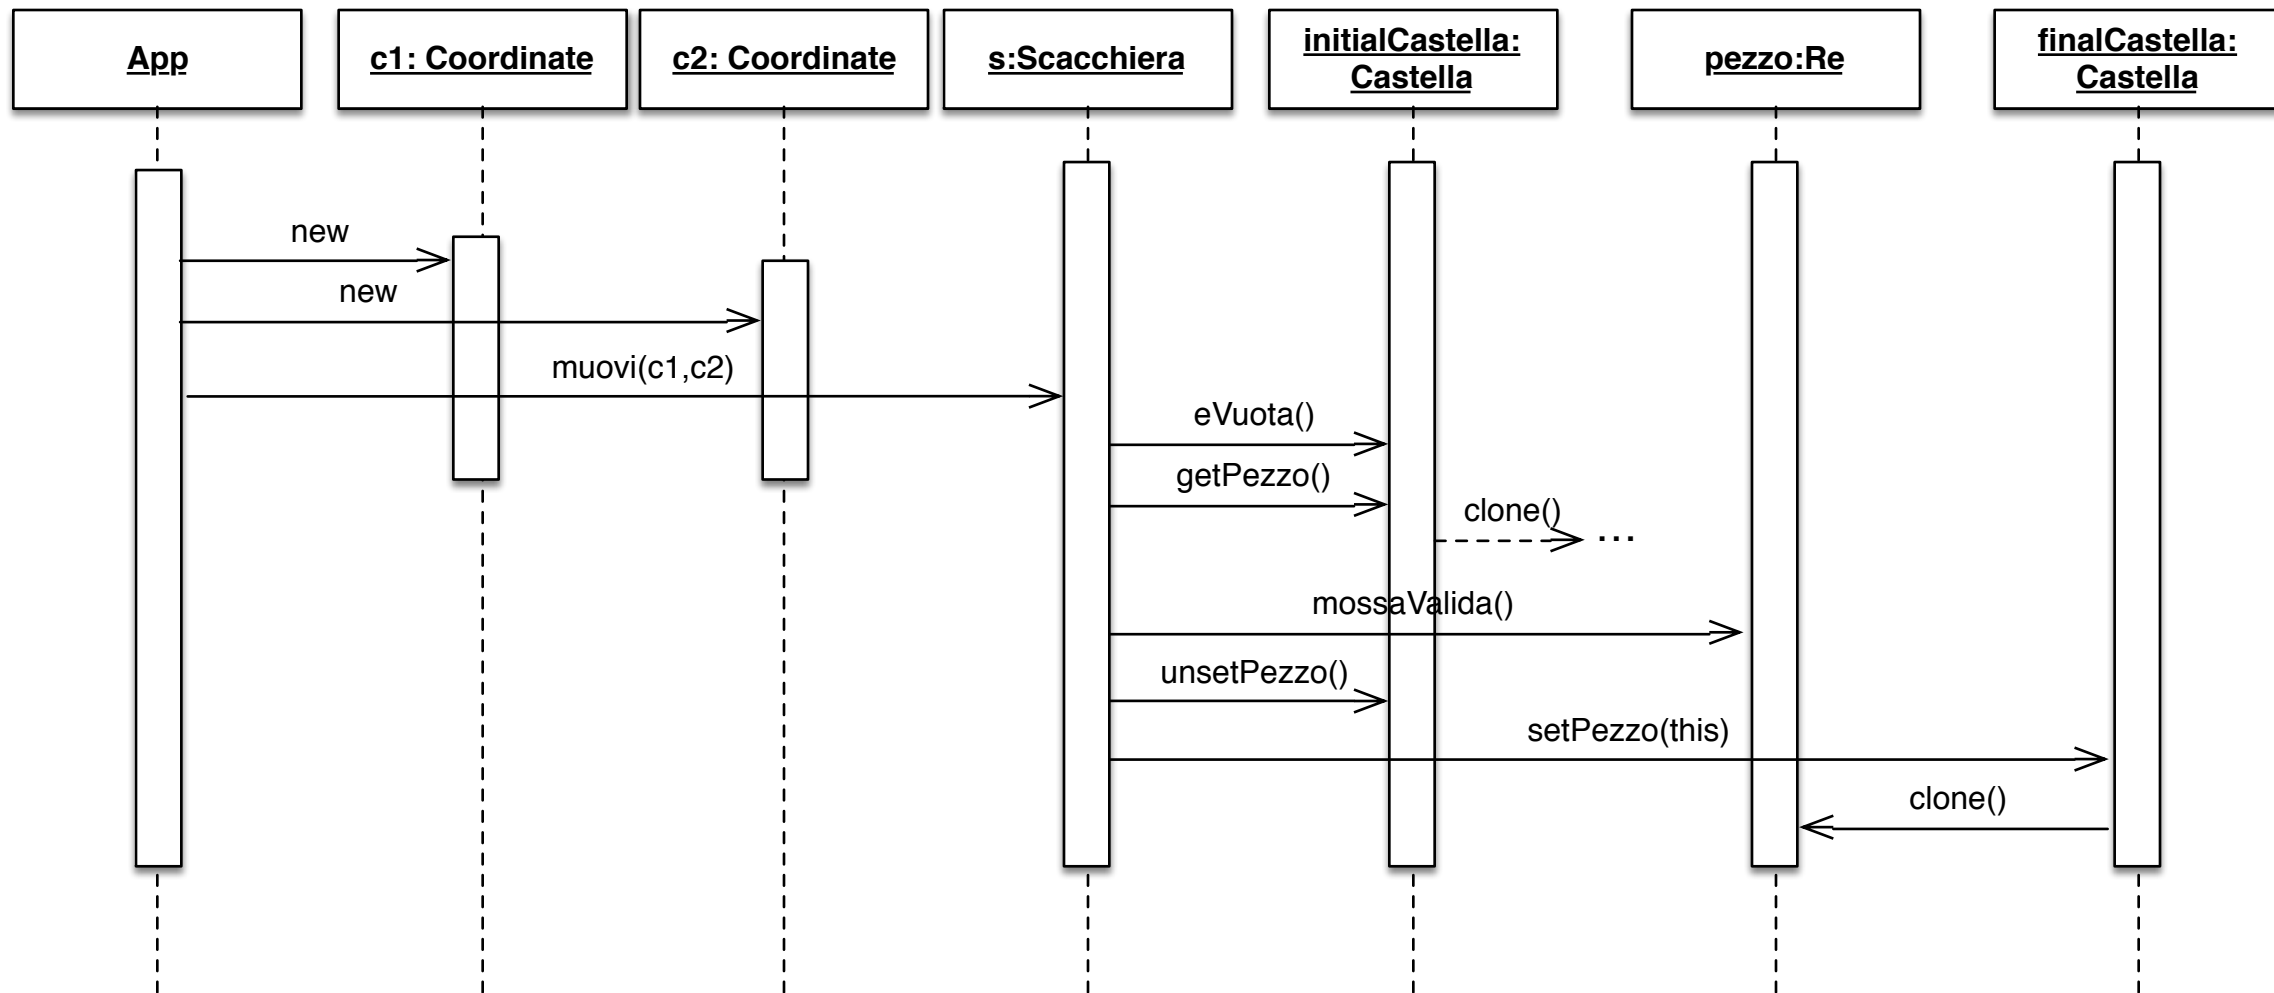 App
c1: Coordinate
c2: Coordinate
s:Scacchiera
initialCastella:
Castella
pezzo:Re
finalCastella:
Castella
new
new
muovi(c1,c2)
eVuota()
getPezzo()
clone()
...
mossaValida()
unsetPezzo()
setPezzo(this)
clone()